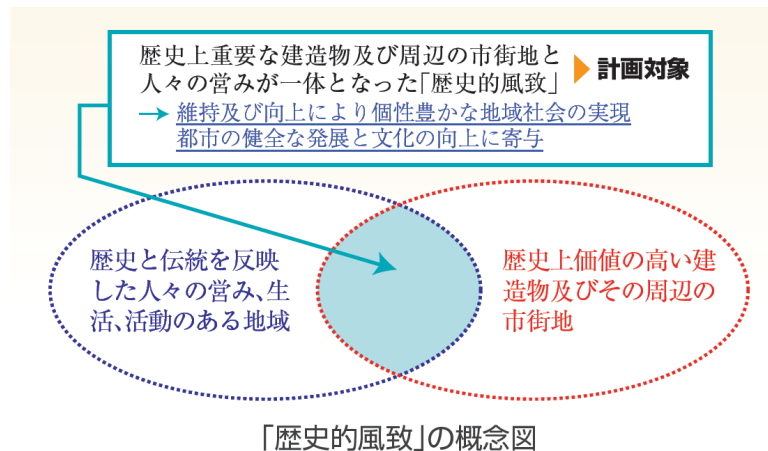 歴史上重要な建造物及び周辺の市街地と
人々の営みが一体となった「歴史的風致」
計画対象
維持及び向上により個性豊かな地域社会の実現
都市の健全な発展と文化の向上に寄与
歴史と伝統を反映
した人々の営み、生
活、活動のある地域
歴史上価値の高い建
造物及びその周辺の
市街地
「歴史的風致」の概念図